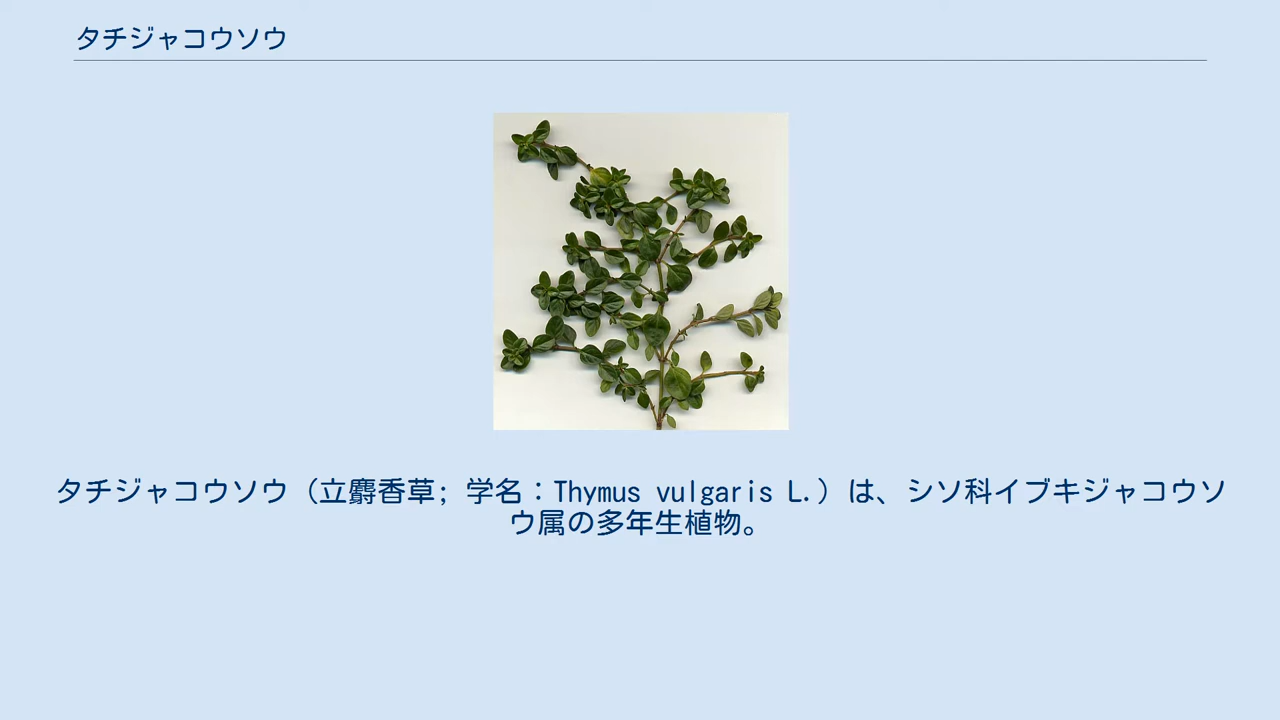 タチジャコウソウ
タチジャコウソウ（立麝香草; 学名：Thymus vulgaris L.）は、シソ科イブキジャコウソ
ウ属の多年生植物。